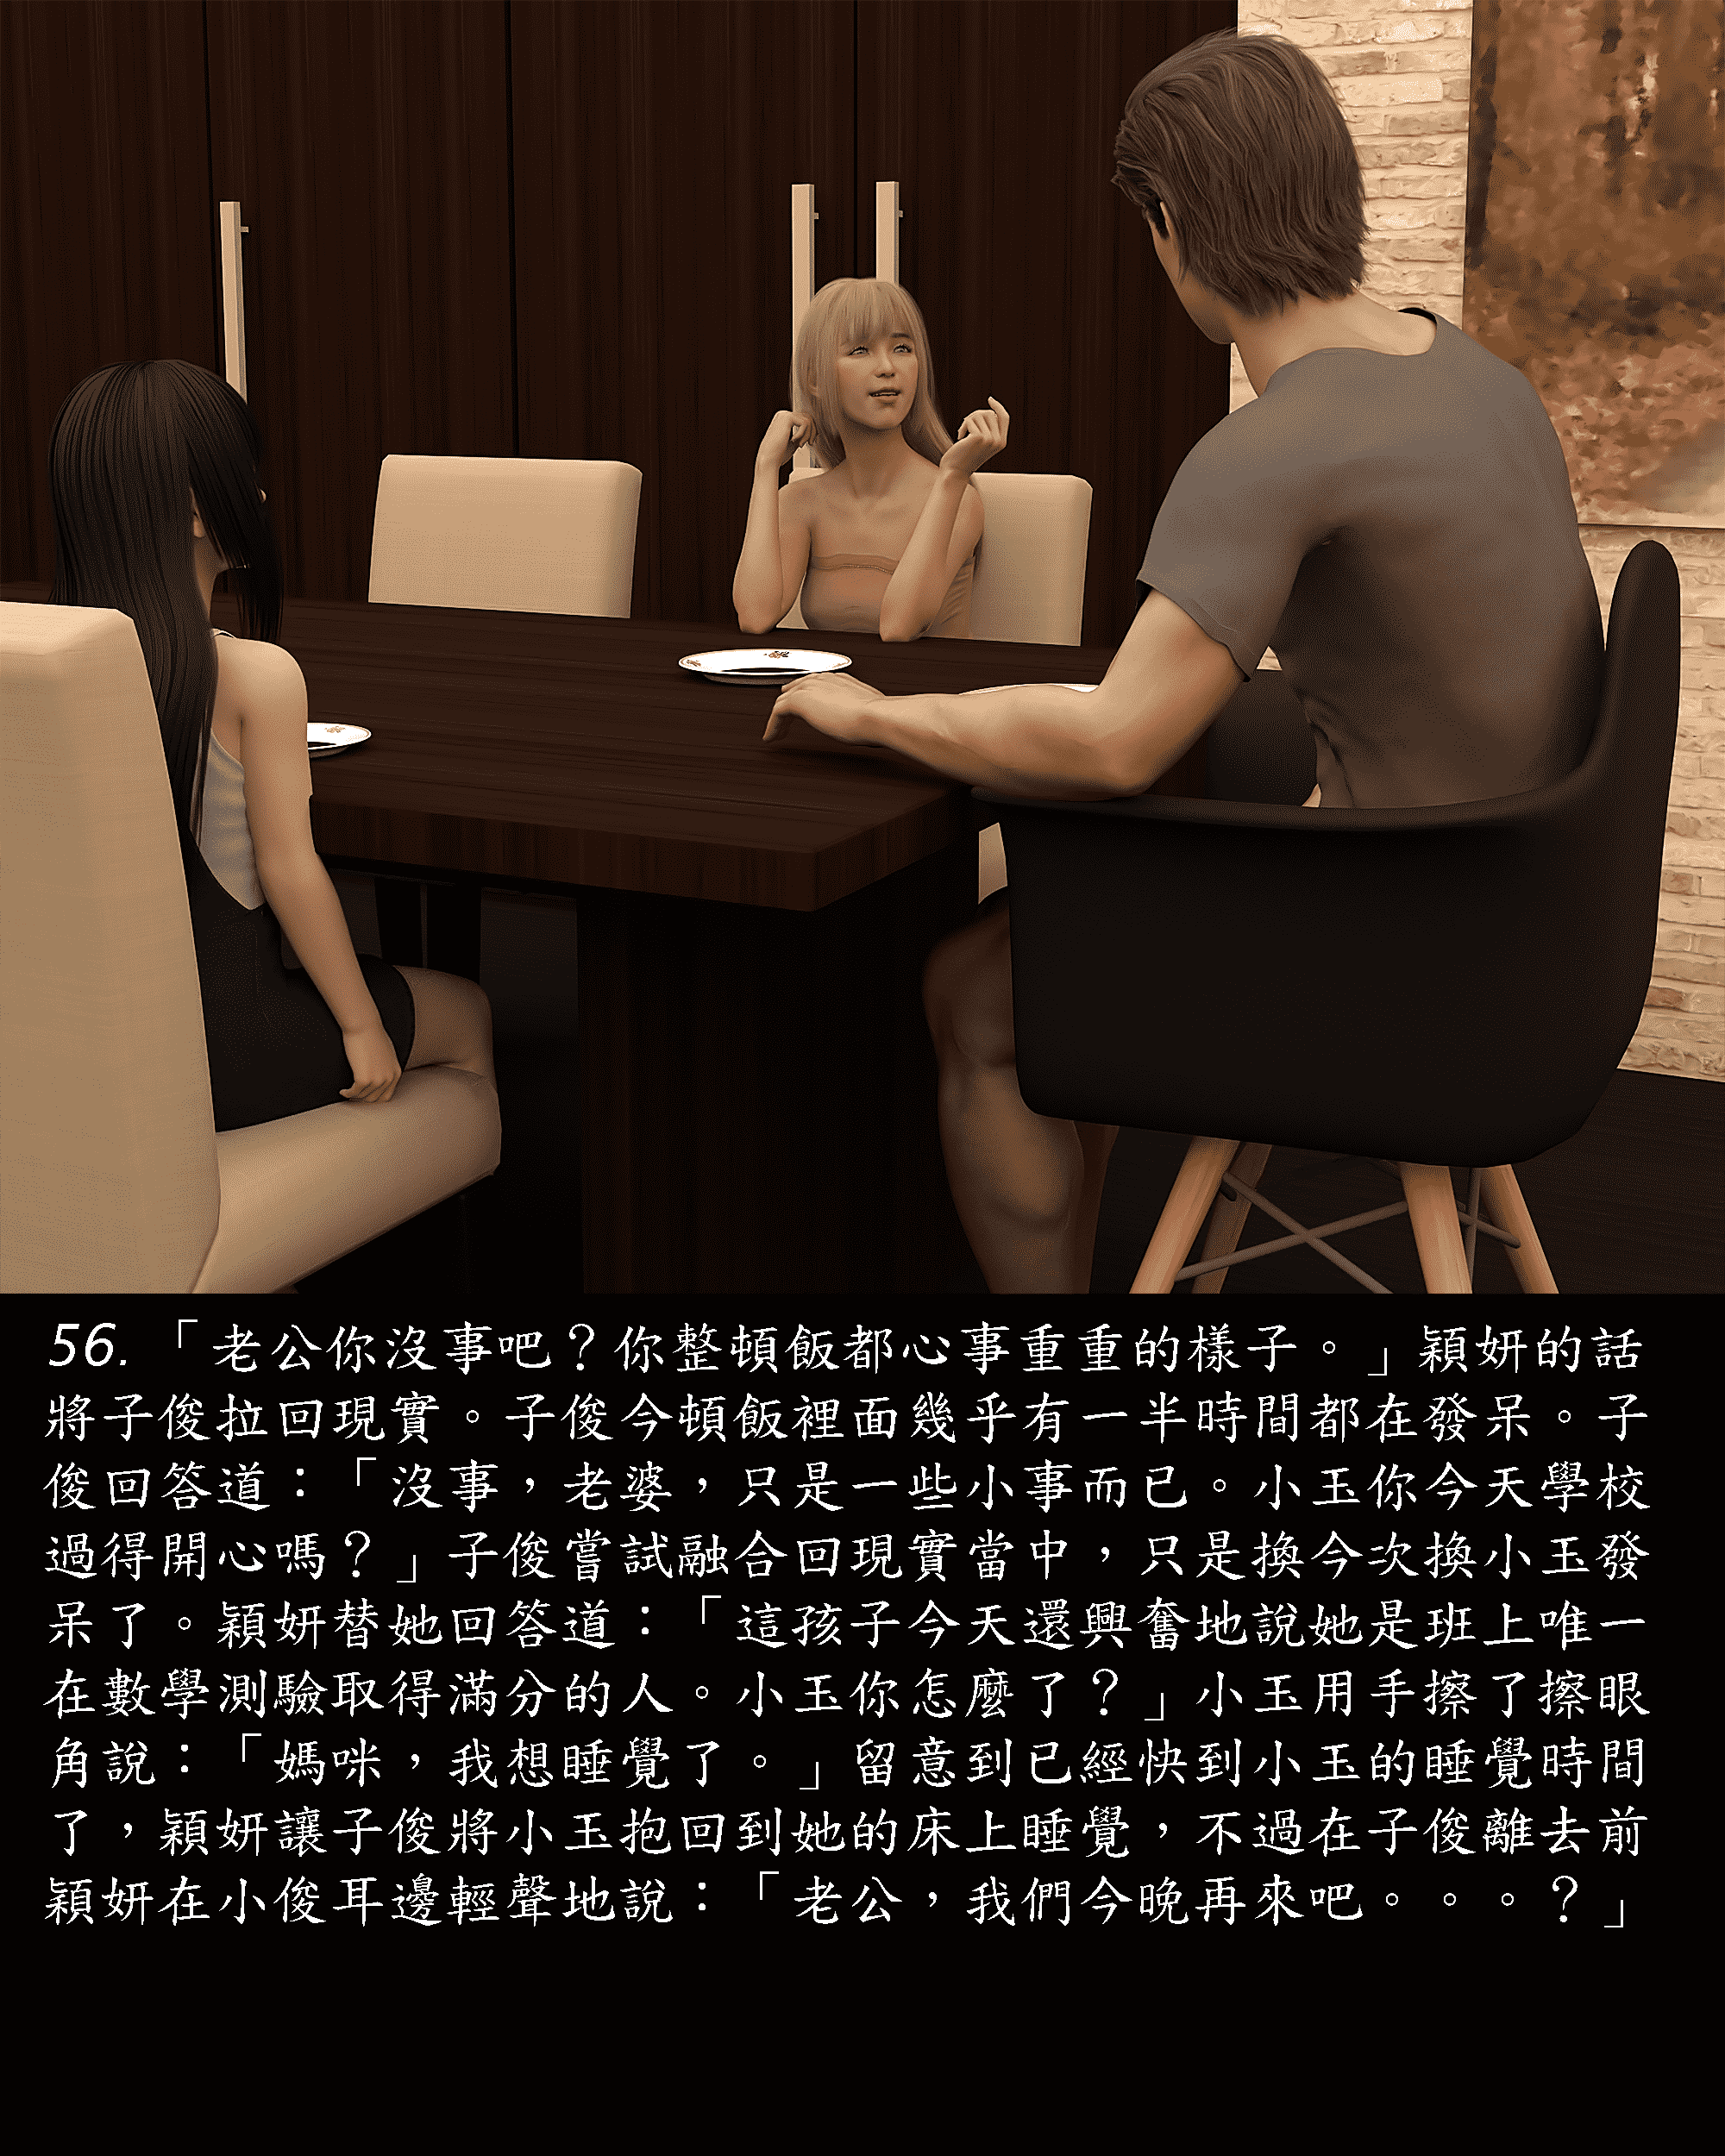 56. 「老公你沒事吧？你整頓飯都心事重重的樣子。」穎妍的話
將子俊拉回現實。子俊今頓飯裡面幾乎有一半時間都在發呆。子
俊回答道：「沒事，老婆，只是一些小事而已。小玉你今天學校
過得開心嗎？」子俊嘗試融合回現實當中，只是換今次換小玉發
呆了。穎妍替她回答道：「這孩子今天還興奮地說她是班上唯一
在數學測驗取得滿分的人。小玉你怎麼了？」小玉用手擦了擦眼
角說：「媽咪，我想睡覺了。」留意到已經快到小玉的睡覺時間
了，穎妍讓子俊將小玉抱回到她的床上睡覺，不過在子俊離去前
穎妍在小俊耳邊輕聲地說：「老公，我們今晚再來吧。。。？」